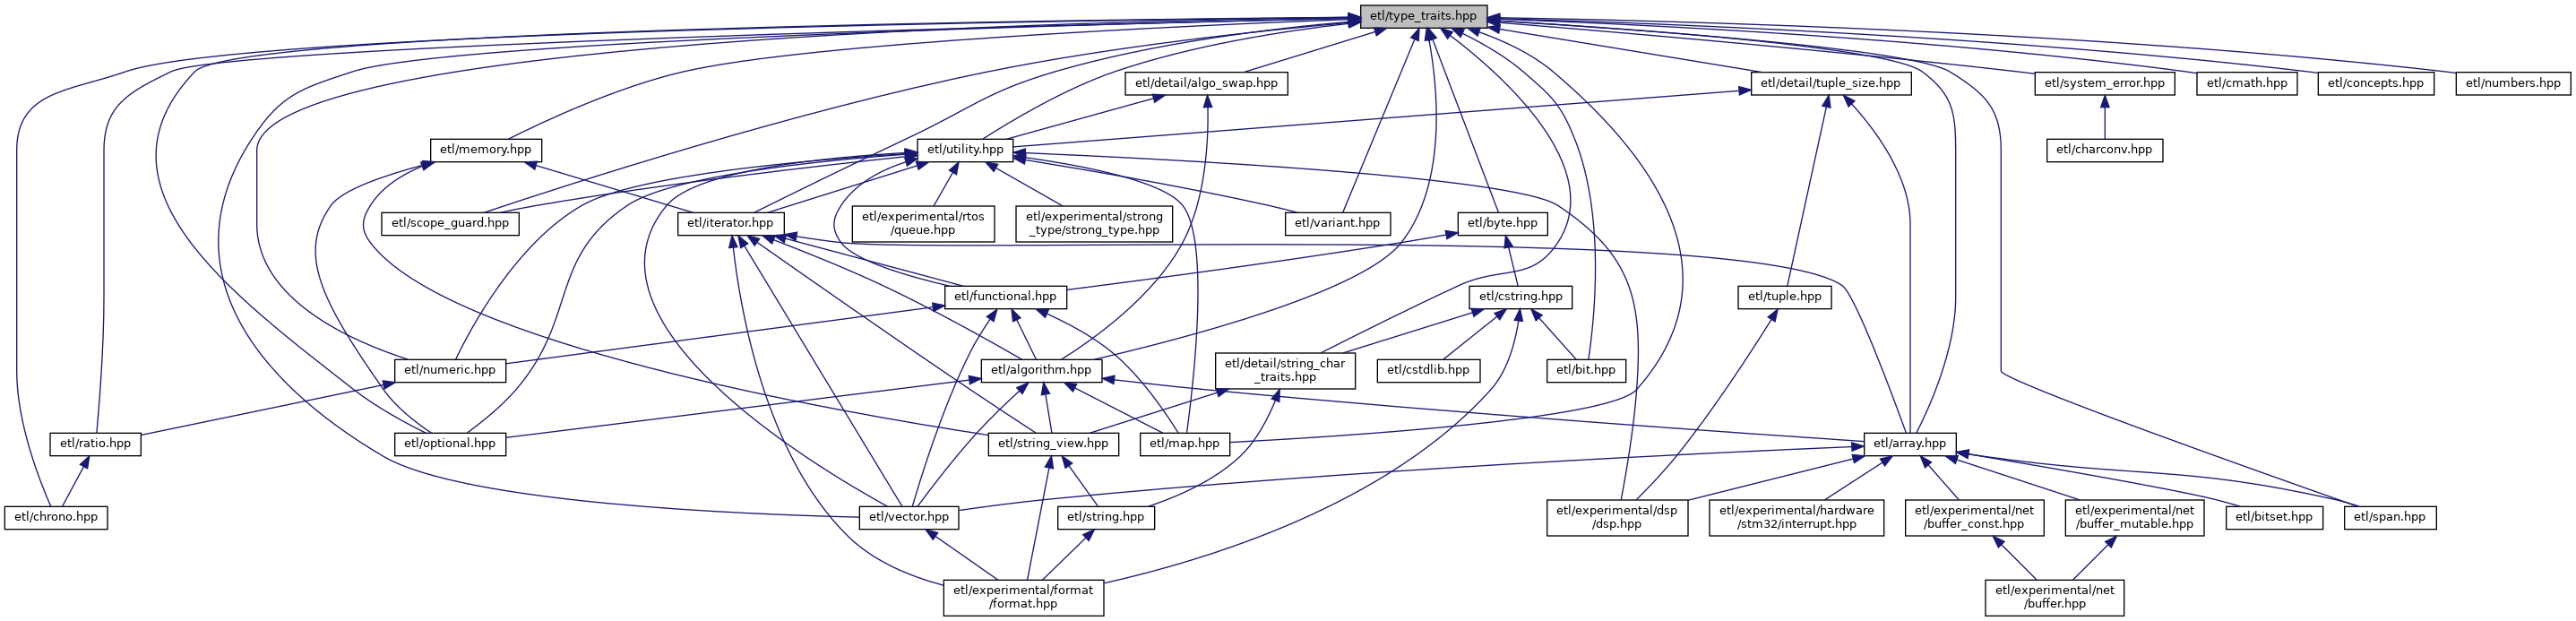 etl/type_traits.hpp
etl/detail/algo_swap.hpp
etl/detail/tuple_size.hpp
etl/system_error.hpp
etl/cmath.hpp
etl/concepts.hpp
etl/numbers.hpp
etl/memory.hpp
etl/utility.hpp
etl/charconv.hpp
etl/scope_guard.hpp
etl/iterator.hpp
etl/experimental/rtos
/queue.hpp
etl/experimental/strong
_type/strong_type.hpp
etl/variant.hpp
etl/byte.hpp
etl/functional.hpp
etl/cstring.hpp
etl/tuple.hpp
etl/numeric.hpp
etl/algorithm.hpp
etl/detail/string_char
_traits.hpp
etl/cstdlib.hpp
etl/bit.hpp
etl/ratio.hpp
etl/optional.hpp
etl/string_view.hpp
etl/map.hpp
etl/array.hpp
etl/chrono.hpp
etl/vector.hpp
etl/string.hpp
etl/experimental/dsp
/dsp.hpp
etl/experimental/hardware
/stm32/interrupt.hpp
etl/experimental/net
/buffer_const.hpp
etl/experimental/net
/buffer_mutable.hpp
etl/bitset.hpp
etl/span.hpp
etl/experimental/format
/format.hpp
etl/experimental/net
/buffer.hpp